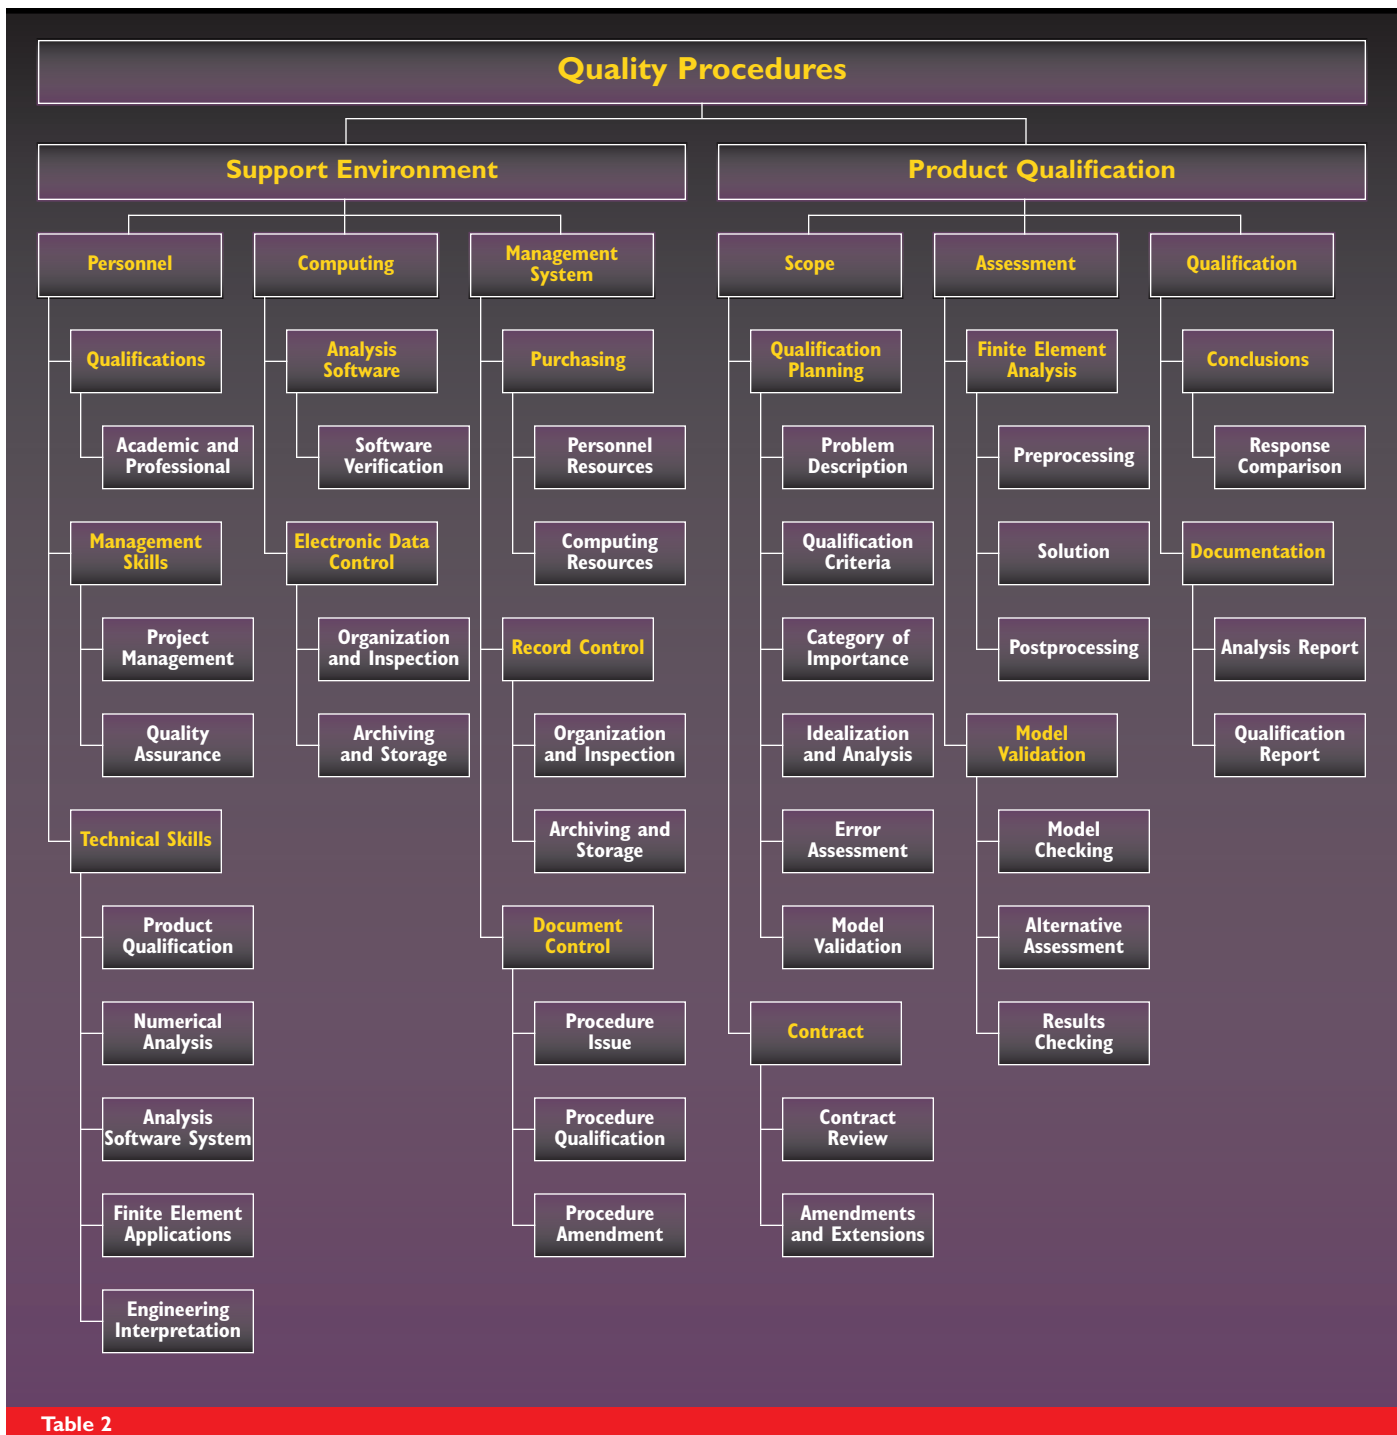 Quality Procedures
Support Environment
Personnel
Qualifications
Academic and
Professional
Management
Skills
Project
Management
Quality
Assurance
Technical Skills
Product
Qualification
Numerical
Analysis
Analysis
Software System
Finite Element
Applications
Engineering
Interpretation
Computing
Analysis
Software
Software
Verification
Electronic Data
Control
Organization
and Inspection
Archiving
and Storage
Management
System
Purchasing
Personnel
Resources
Computing
Resources
Record Control
Organization
and Inspection
Archiving and
Storage
Document
Control
Procedure
Issue
Procedure
Qualification
Procedure
Amendment
Product Qualification
Scope
Qualification
Planning
Problem
Description
Qualification
Criteria
Category of
Importance
Idealization
and Analysis
Error
Assessment
Model
Validation
Contract
Contract
Review
Amendments
and Extensions
Assessment
Finite Element
Analysis
Preprocessing
Solution
Postprocessing
Model
Validation
Model
Checking
Alternative
Assessment
Results
Checking
Qualification
Conclusions
Response
Comparison
Documentation
Analysis Report
Qualification
Report
Table 2